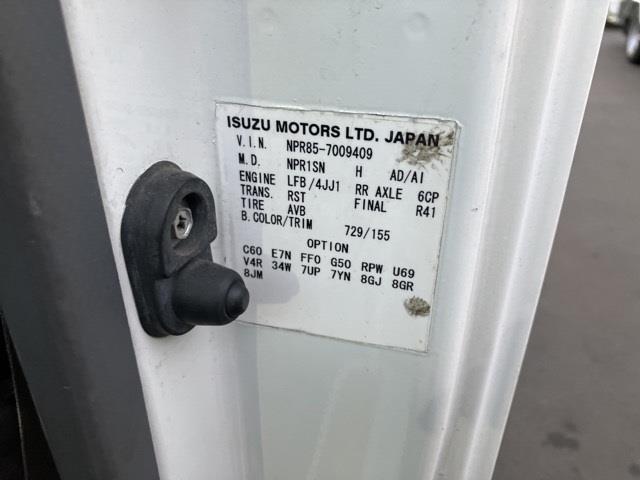 ISUZU MOTORS LTD. JAPAN
V.I.N. NPR85-7009409
M.D. NPR1SN H AD/AI
ENGINE LFB/4JJ1 RR AXLE 6CP
TRANS. RST FINAL R41
TIRE AVB
B.COLOR/TRIM 729/155
OPTION
C60 E7N FF0 G50 RPW U69
V4R 34W 7UP 7YN 8GJ 8GR
8JM